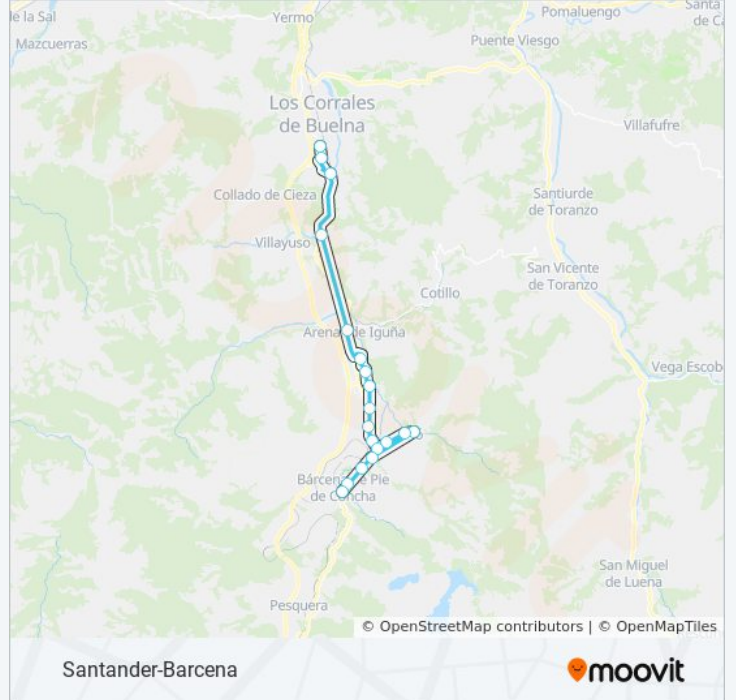 de la Sal
Yermo
Pomaluengo
Santa
de Ca
Mazcuerras
Puente Viesgo
Los Corrales
de Buelna
Villafufre
Collado de Cieza
Santiurde
de Toranzo
Villayuso
San Vicente
de Toranzo
Cotillo
Arenas de Iguña
Vega Escob
Bárcena de Pie
de Concha
San Miguel
de Luena
Pesquera
© OpenStreetMap contributors | © OpenMapTiles
Santander-Barcena
moovit